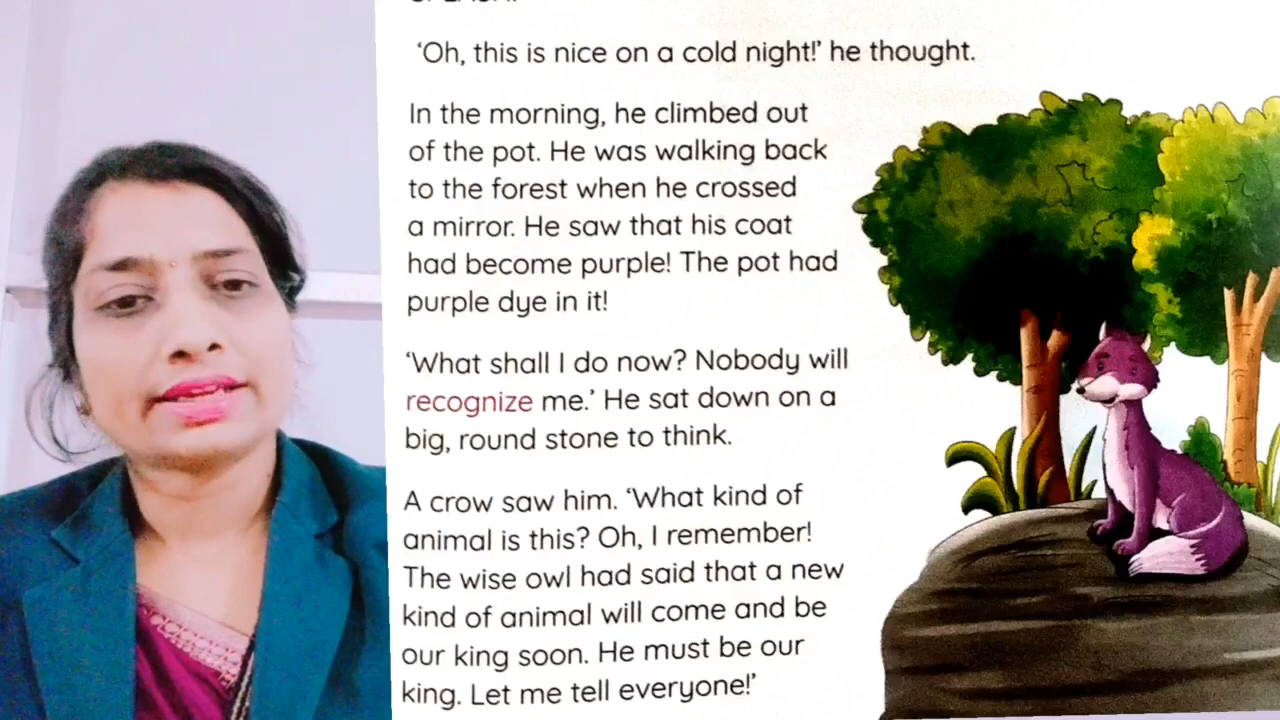 ‘Oh, this is nice on a cold night!’ he thought.
In the morning, he climbed out
of the pot. He was walking back
to the forest when he crossed
a mirror. He saw that his coat
had become purple! The pot had
purple dye in it!
‘What shall I do now? Nobody will
recognize me.’ He sat down on a
big, round stone to think.
A crow saw him. ‘What kind of
animal is this? Oh, I remember!
The wise owl had said that a new
kind of animal will come and be
our king soon. He must be our
king. Let me tell everyone!’